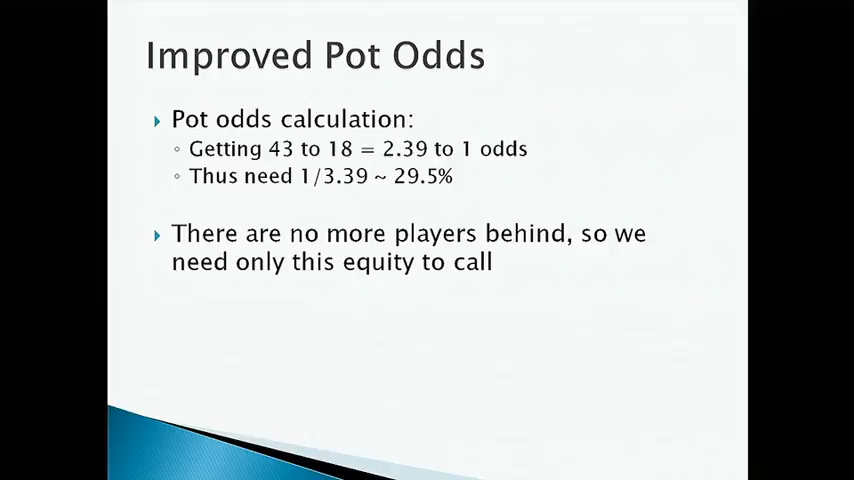 Improved Pot Odds
Pot odds calculation:
Getting 43 to 18 = 2.39 to 1 odds
Thus need 1/3.39 ~ 29.5%
There are no more players behind, so we
need only this equity to call